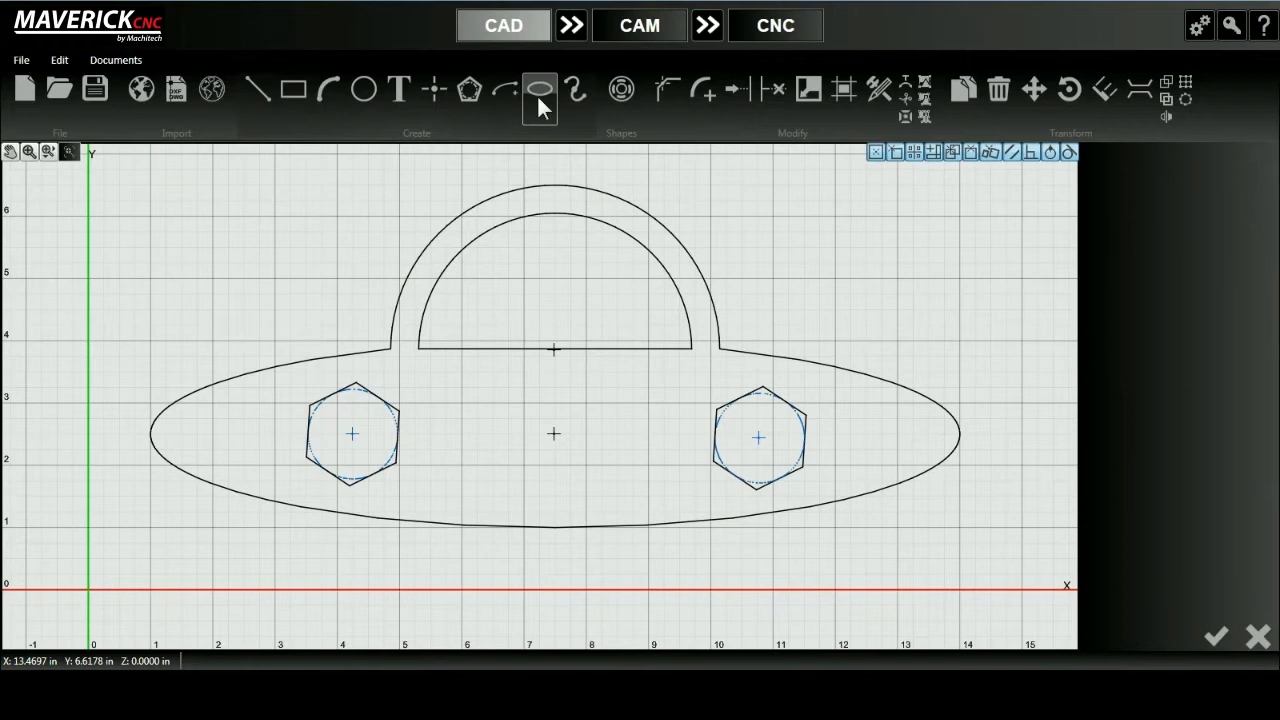 MAVERICK CNC
by Machitech
CAD >> CAM >> CNC
File Edit Documents
DXF
DWG
T
File Import Create Shapes Modify Transform
Y
6
5
4
3
2
1
0
X
-1 0 1 2 3 4 5 6 7 8 9 10 11 12 13 14 15
X: 13.4697 in Y: 6.6178 in Z: 0.0000 in